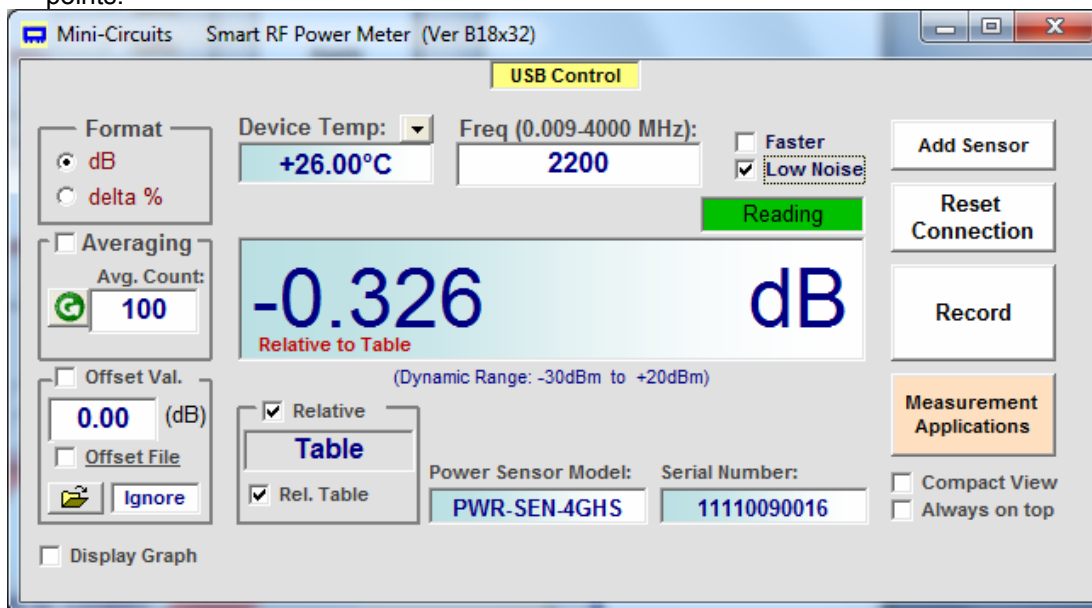 points.
Mini-Circuits Smart RF Power Meter (Ver B18x32)
USB Control
Format
dB
delta %
Device Temp:
+26.00°C
Freq (0.009-4000 MHz):
2200
Faster
Low Noise
Reading
Add Sensor
Reset
Connection
Averaging
Avg. Count:
100
-0.326 dB
Relative to Table
Record
(Dynamic Range: -30dBm to +20dBm)
Offset Val.
0.00 (dB)
Offset File
Ignore
Relative
Table
Rel. Table
Power Sensor Model:
PWR-SEN-4GHS
Serial Number:
11110090016
Measurement
Applications
Compact View
Always on top
Display Graph